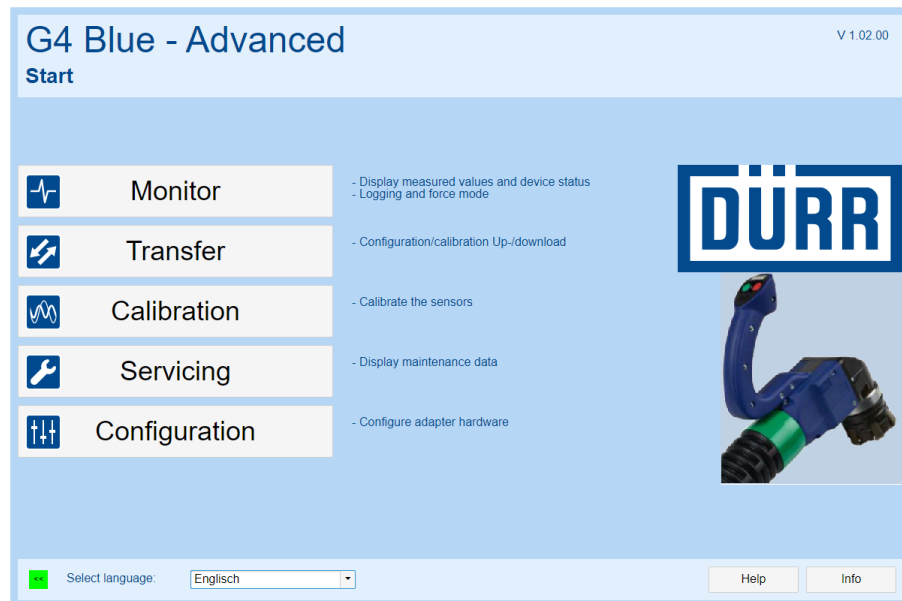 G4 Blue - Advanced
V 1.02.00
Start
Monitor
- Display measured values and device status
- Logging and force mode
DÜRR
Transfer
- Configuration/calibration Up-/download
Calibration
- Calibrate the sensors
Servicing
- Display maintenance data
Configuration
- Configure adapter hardware
<< Select language: Englisch Help Info